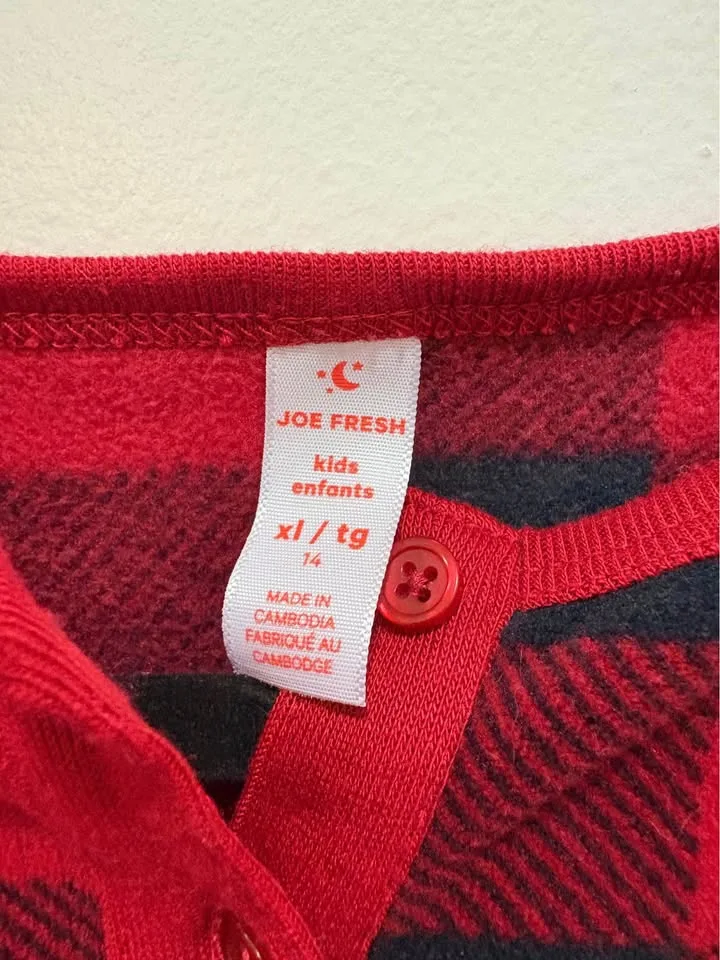 JOE FRESH
kids
enfants
xl / tg
14
MADE IN
CAMBODIA
FABRIQUÉ AU
CAMBODGE